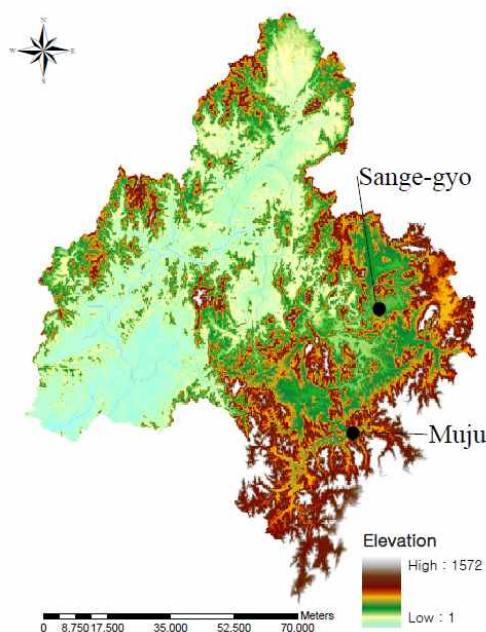 N
W E
S
Sange-gyo
Muju
Elevation
High : 1572
Low : 1
Meters
0 8.750 17.500 35.000 52.500 70.000